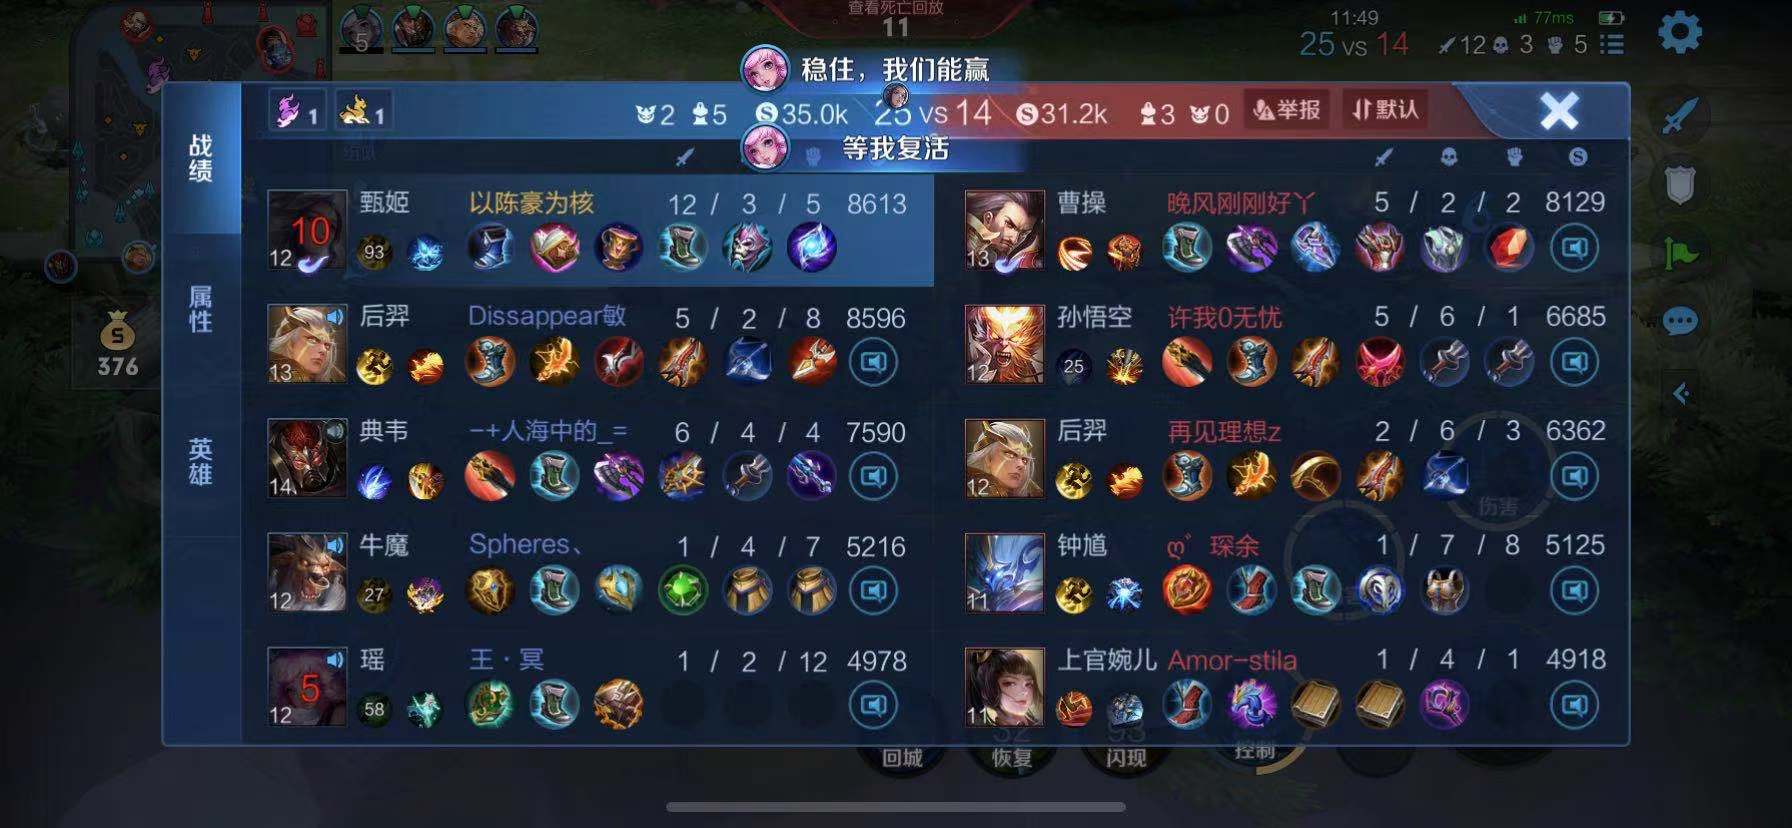 查看死亡回放
11
5
11:49
77ms
25 vs 14
12 3 5
稳住，我们能赢
1 1
2 5 35.0k 25 vs 14 31.2k 3 0
举报 默认
等我复活
战绩
属性
英雄
376
10 12 甄姬 以陈豪为核 12 / 3 / 5 8613
93
13 曹操 晚风刚刚好丫 5 / 2 / 2 8129
13 后羿 Dissappear敏 5 / 2 / 8 8596
12 孙悟空 许我0无忧 5 / 6 / 1 6685
25
14 典韦 -+人海中的_= 6 / 4 / 4 7590
12 后羿 再见理想z 2 / 6 / 3 6362
伤害
12 牛魔 Spheres、 1 / 4 / 7 5216
27
11 钟馗 ღ゛琛余 1 / 7 / 8 5125
5 12 瑶 王·冥 1 / 2 / 12 4978
58
11 上官婉儿 Amor-stila 1 / 4 / 1 4918
回城 恢复 闪现 控制